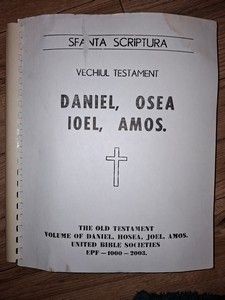 SFANTA SCRIPTURA
VECHIUL TESTAMENT
DANIEL, OSEA
IOEL, AMOS.
THE OLD TESTAMENT
VOLUME OF DANIEL, HOSEA, JOEL, AMOS.
UNITED BIBLE SOCIETIES
EPF – 1000 – 2003.